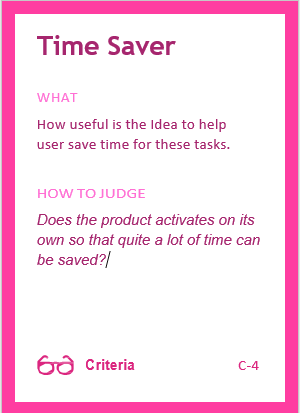 Time Saver
WHAT
How useful is the Idea to help
user save time for these tasks.
HOW TO JUDGE
Does the product activates on its
own so that quite a lot of time can
be saved?
Criteria
C-4